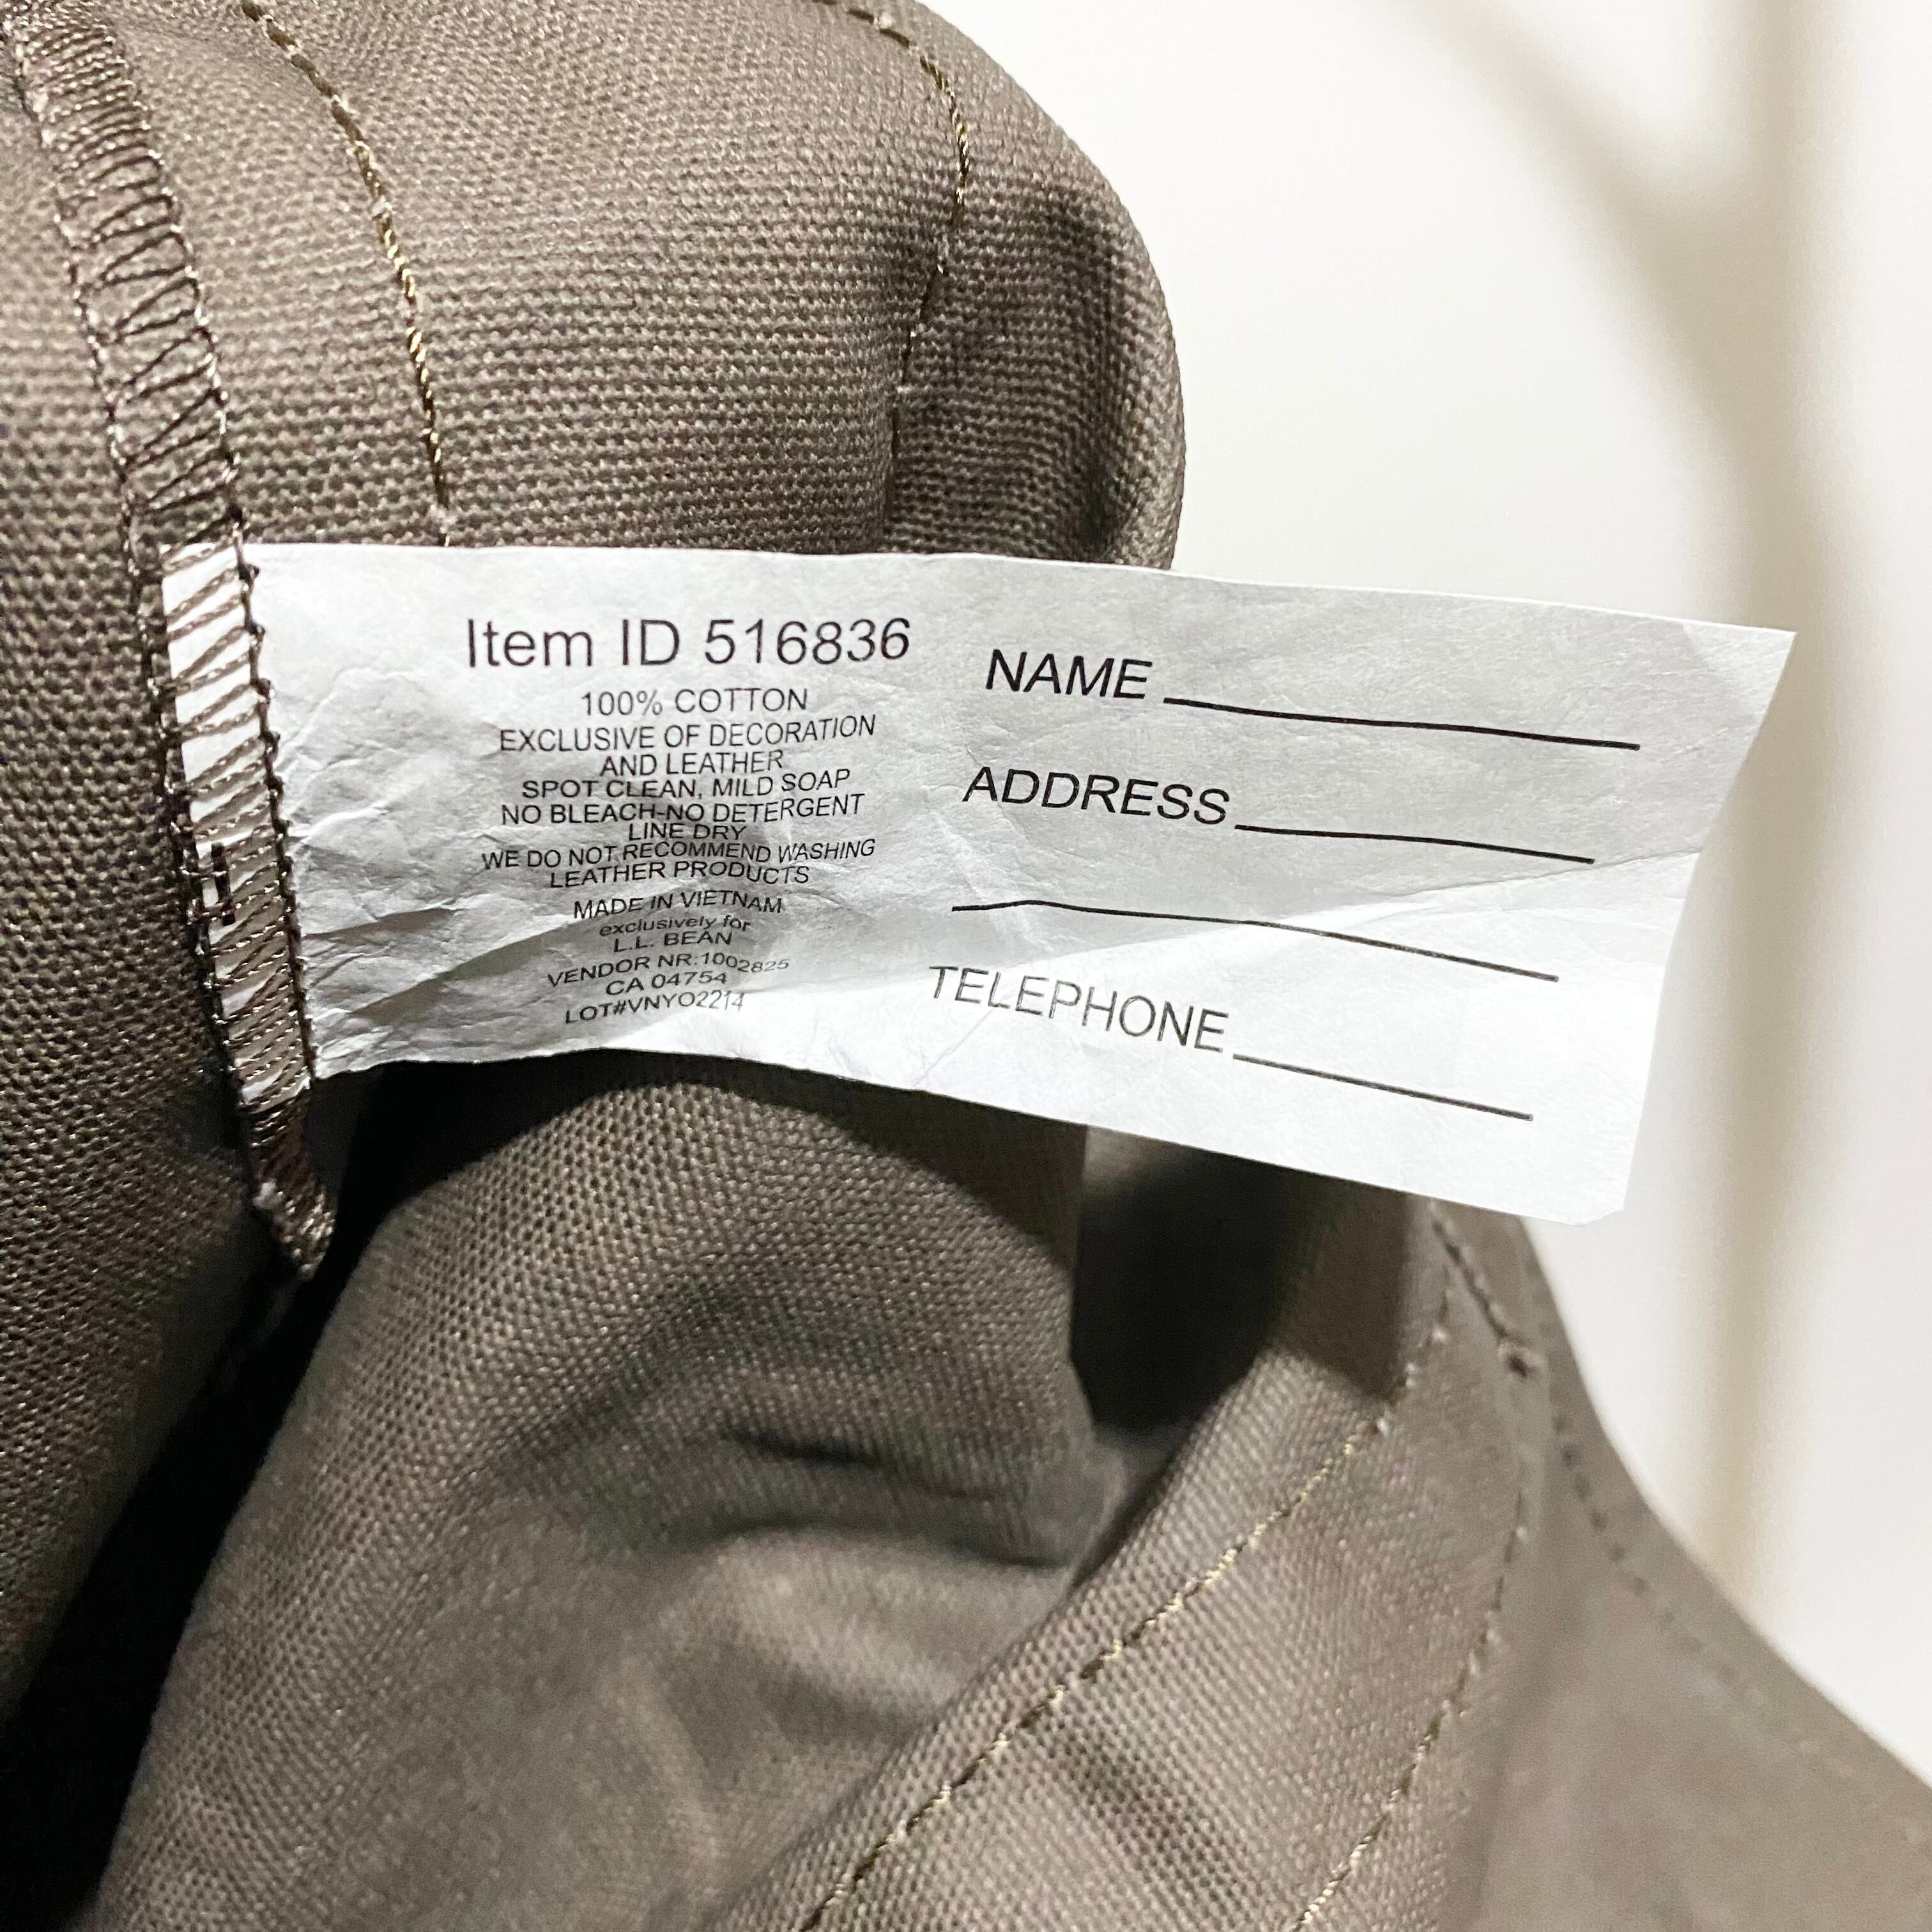 Item ID 516836
100% COTTON
EXCLUSIVE OF DECORATION
AND LEATHER
SPOT CLEAN, MILD SOAP
NO BLEACH-NO DETERGENT
LINE DRY
WE DO NOT RECOMMEND WASHING
LEATHER PRODUCTS
MADE IN VIETNAM
exclusively for
L.L. BEAN
VENDOR NR:1002825
CA 04754
LOT#VNYO2214
NAME
ADDRESS
TELEPHONE